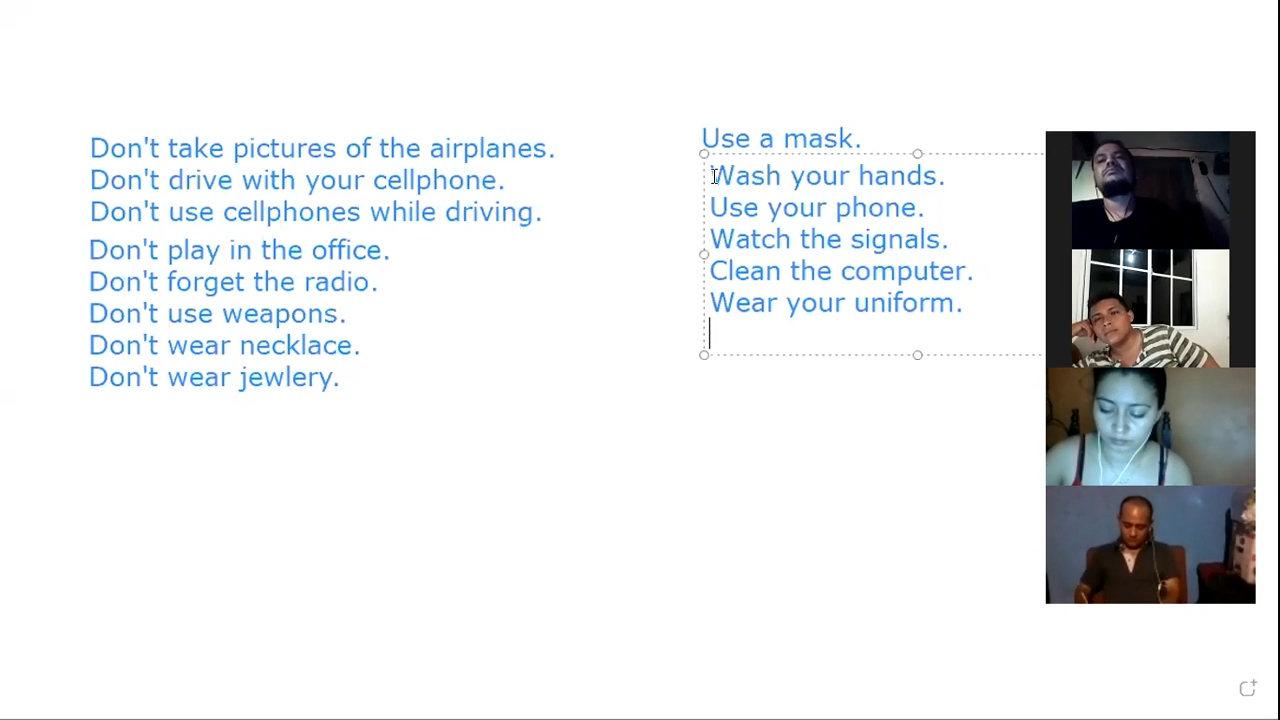 Don't take pictures of the airplanes.
Don't drive with your cellphone.
Don't use cellphones while driving.
Don't play in the office.
Don't forget the radio.
Don't use weapons.
Don't wear necklace.
Don't wear jewlery.
Use a mask.
Wash your hands.
Use your phone.
Watch the signals.
Clean the computer.
Wear your uniform.